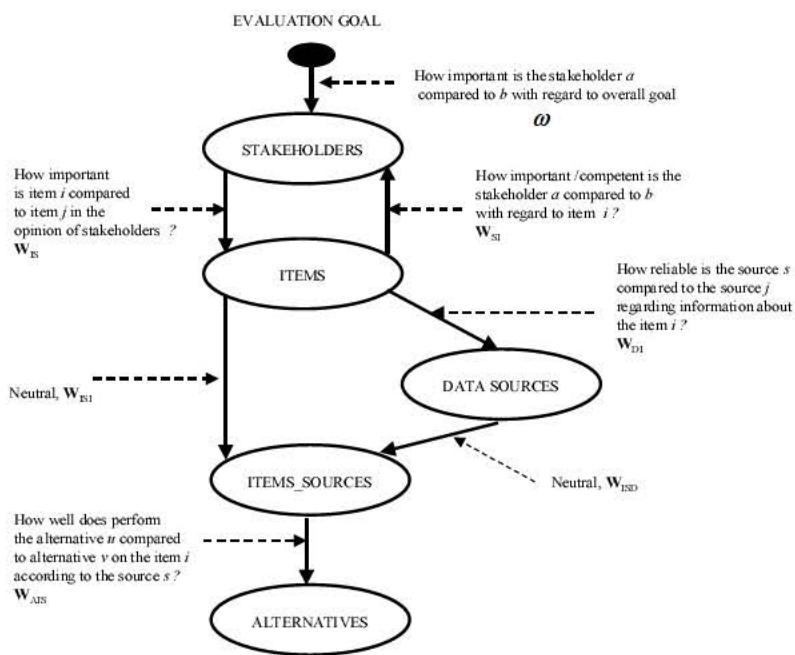 EVALUATION GOAL
How important is the stakeholder a
compared to b with regard to overall goal
ω
STAKEHOLDERS
How important
is item i compared
to item j in the
opinion of stakeholders ?
W_IS
How important /competent is the
stakeholder a compared to b
with regard to item i ?
W_SI
ITEMS
How reliable is the source s
compared to the source j
regarding information about
the item i ?
W_DI
DATA SOURCES
Neutral, W_ISI
ITEMS_SOURCES
Neutral, W_ISD
How well does perform
the alternative u compared
to alternative v on the item i
according to the source s ?
W_AIS
ALTERNATIVES